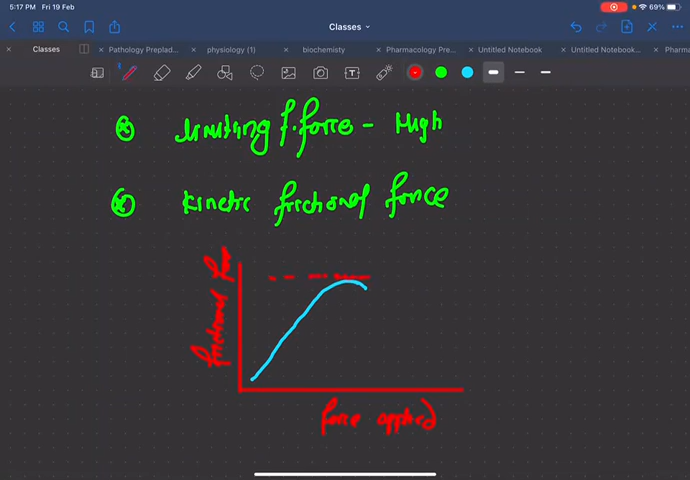 5:17 PM Fri 19 Feb
69%
Classes
Classes
Pathology Preplad...
physiology (1)
biochemisty
Pharmacology Pre...
Untitled Notebook
Untitled Notebook...
Pharma
limiting f.force - High
kinetic frictional force
frictional
force applied